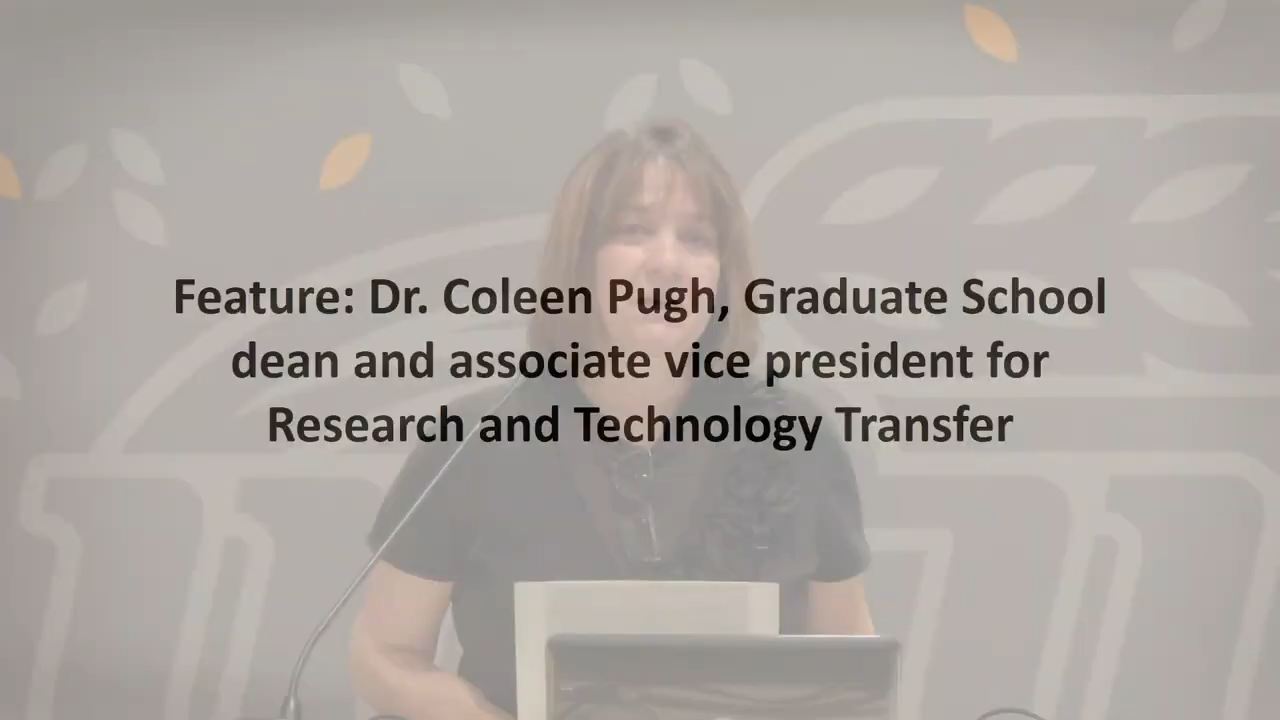 Feature: Dr. Coleen Pugh, Graduate School
dean and associate vice president for
Research and Technology Transfer